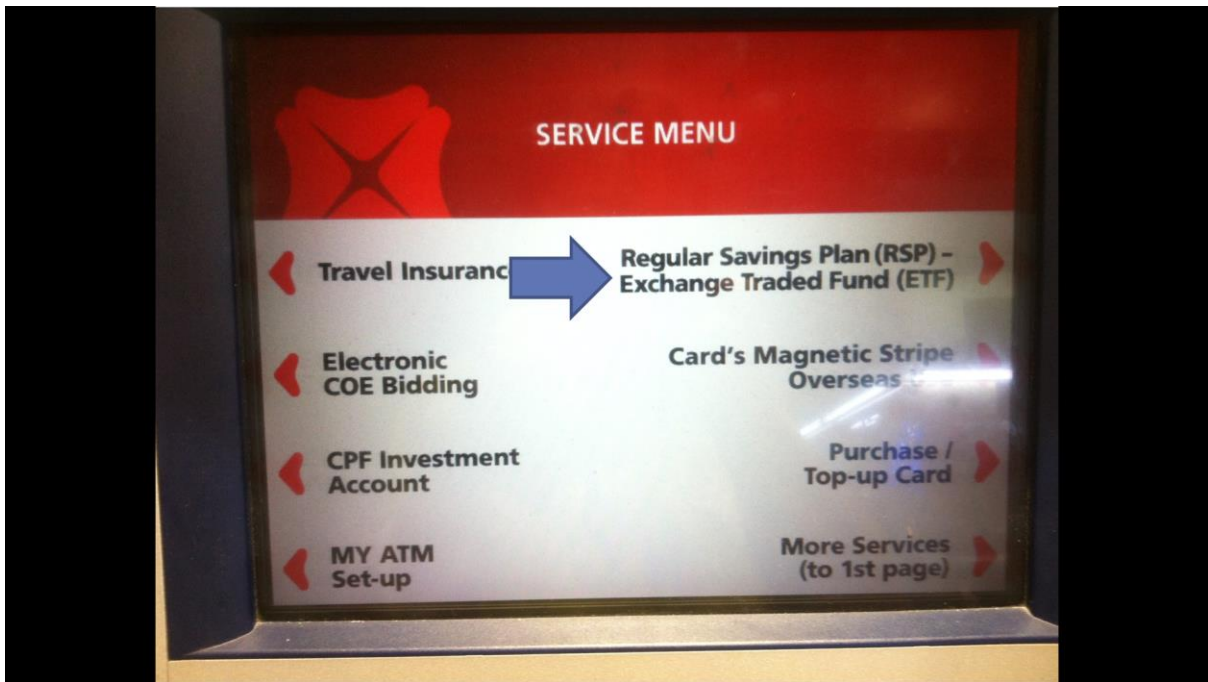 SERVICE MENU
Travel Insuranc
Regular Savings Plan (RSP) –
Exchange Traded Fund (ETF)
Electronic
COE Bidding
Card's Magnetic Stripe
Overseas
CPF Investment
Account
Purchase /
Top-up Card
MY ATM
Set-up
More Services
(to 1st page)